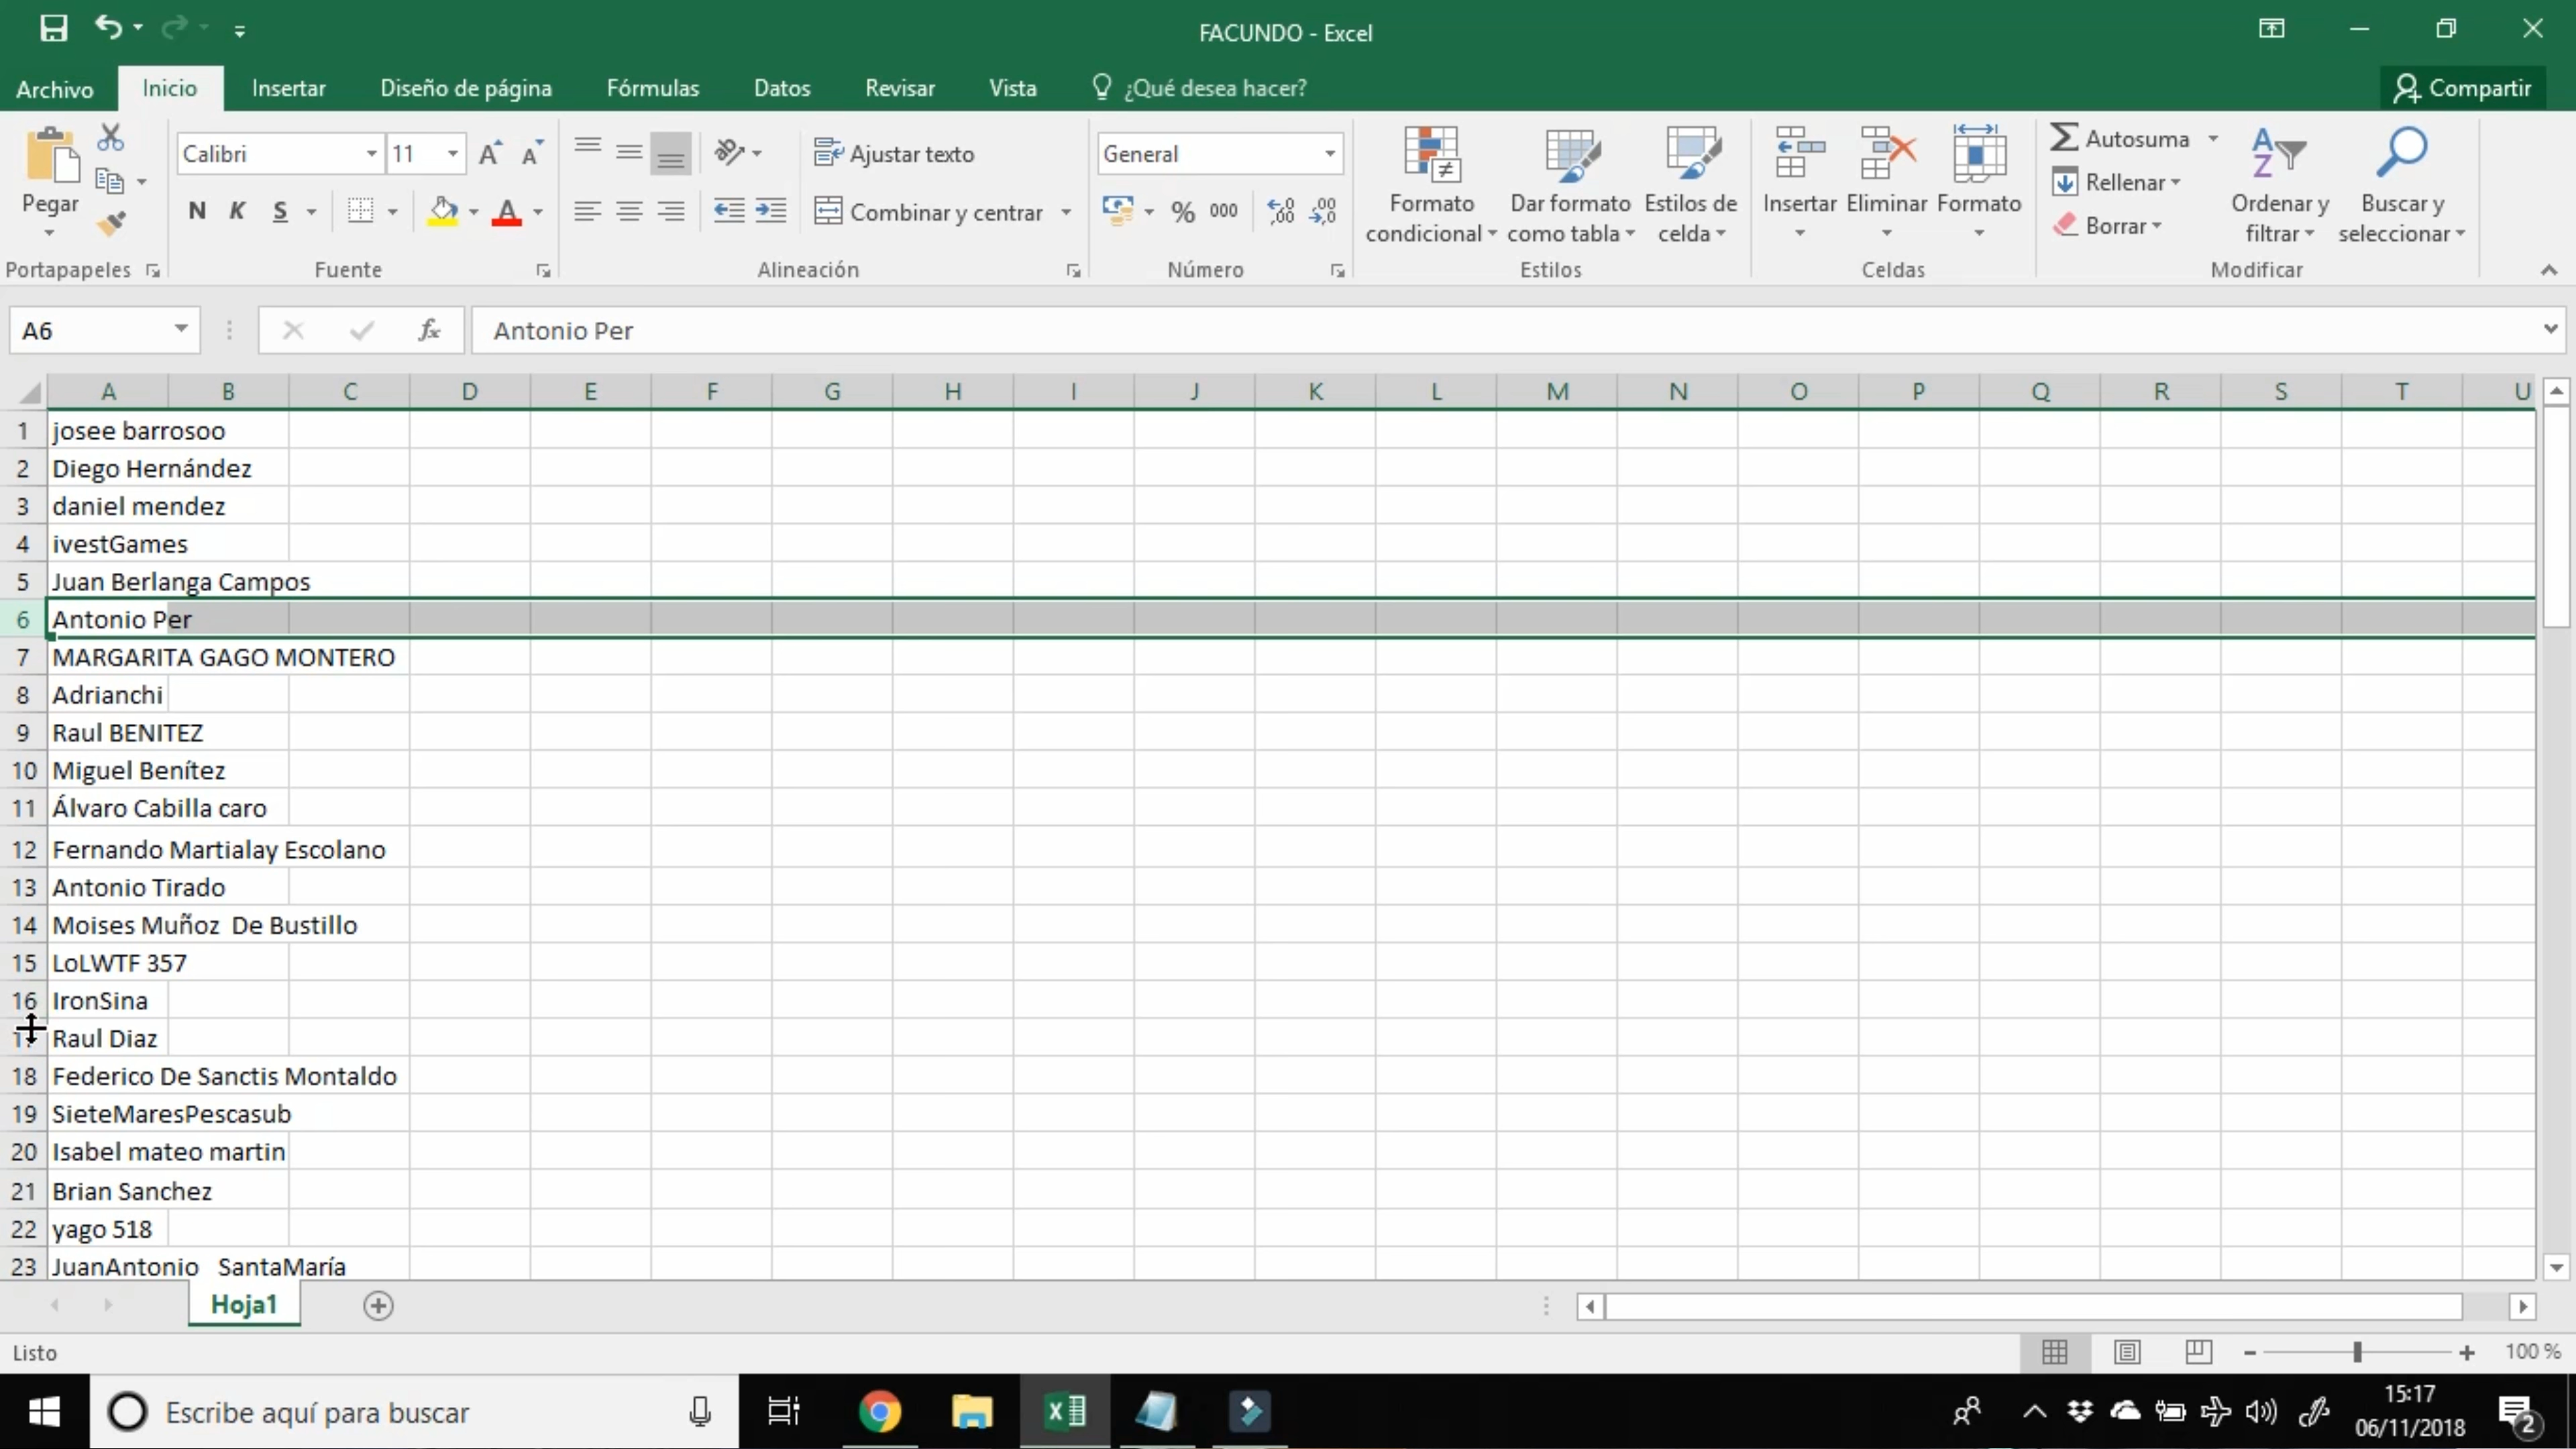 FACUNDO - Excel
Archivo Inicio Insertar Diseño de página Fórmulas Datos Revisar Vista ¿Qué desea hacer? Compartir
Pegar
Portapapeles
Calibri 11
N K S
Fuente
Ajustar texto
Combinar y centrar
Alineación
General
% 000
Número
Formato condicional
Dar formato como tabla
Estilos de celda
Estilos
Insertar Eliminar Formato
Celdas
Autosuma
Rellenar
Borrar
Ordenar y filtrar
Buscar y seleccionar
Modificar
A6 fx Antonio Per
A B C D E F G H I J K L M N O P Q R S T U
1 josee barrosoo
2 Diego Hernández
3 daniel mendez
4 ivestGames
5 Juan Berlanga Campos
6 Antonio Per
7 MARGARITA GAGO MONTERO
8 Adrianchi
9 Raul BENITEZ
10 Miguel Benítez
11 Álvaro Cabilla caro
12 Fernando Martialay Escolano
13 Antonio Tirado
14 Moises Muñoz  De Bustillo
15 LoLWTF 357
16 IronSina
Raul Diaz
18 Federico De Sanctis Montaldo
19 SieteMaresPescasub
20 Isabel mateo martin
21 Brian Sanchez
22 yago 518
23 JuanAntonio   SantaMaría
Hoja1
Listo
100 %
Escribe aquí para buscar
15:17
06/11/2018
2